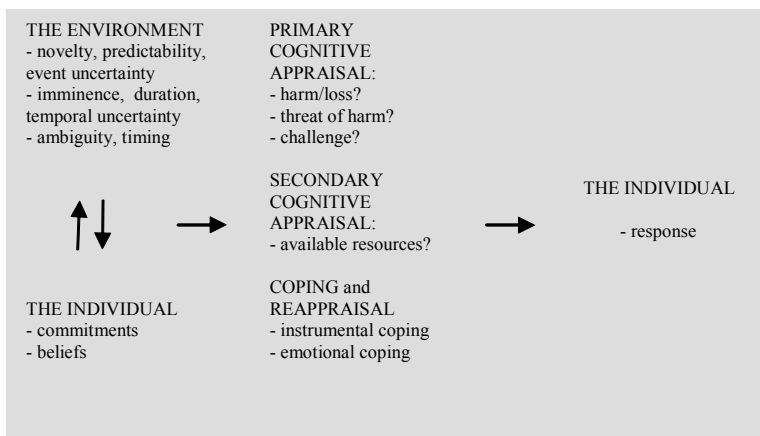 THE ENVIRONMENT
- novelty, predictability,
event uncertainty
- imminence, duration,
temporal uncertainty
- ambiguity, timing
THE INDIVIDUAL
- commitments
- beliefs
PRIMARY
COGNITIVE
APPRAISAL:
- harm/loss?
- threat of harm?
- challenge?
SECONDARY
COGNITIVE
APPRAISAL:
- available resources?
COPING and
REAPPRAISAL
- instrumental coping
- emotional coping
THE INDIVIDUAL
- response